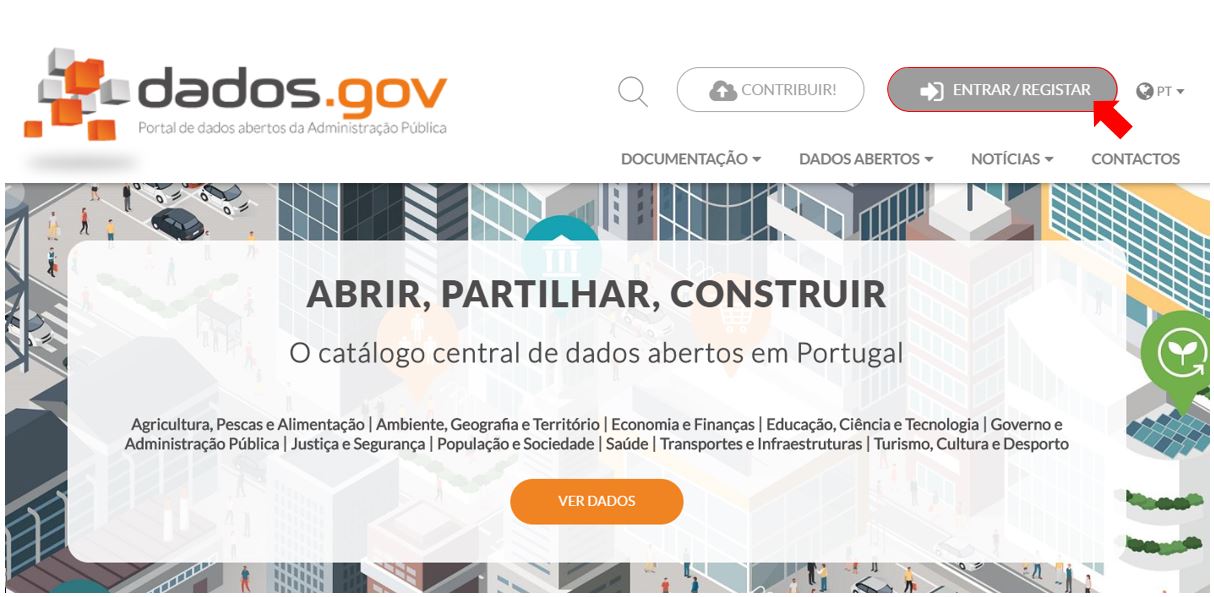 dados.gov
Portal de dados abertos da Administração Pública
CONTRIBUIR!
ENTRAR / REGISTAR
PT
DOCUMENTAÇÃO
DADOS ABERTOS
NOTÍCIAS
CONTACTOS
ABRIR, PARTILHAR, CONSTRUIR
O catálogo central de dados abertos em Portugal
Agricultura, Pescas e Alimentação | Ambiente, Geografia e Território | Economia e Finanças | Educação, Ciência e Tecnologia | Governo e
Administração Pública | Justiça e Segurança | População e Sociedade | Saúde | Transportes e Infraestruturas | Turismo, Cultura e Desporto
VER DADOS